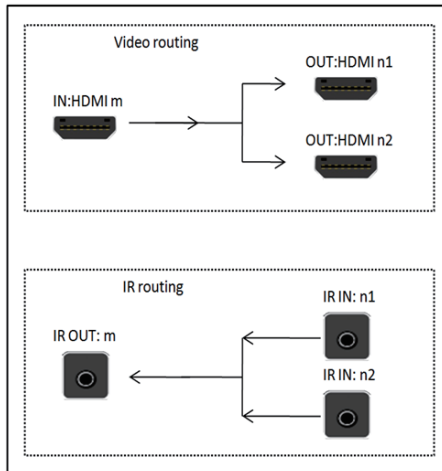 Video routing
OUT:HDMI n1
IN:HDMI m
OUT:HDMI n2
IR routing
IR IN: n1
IR OUT: m
IR IN: n2